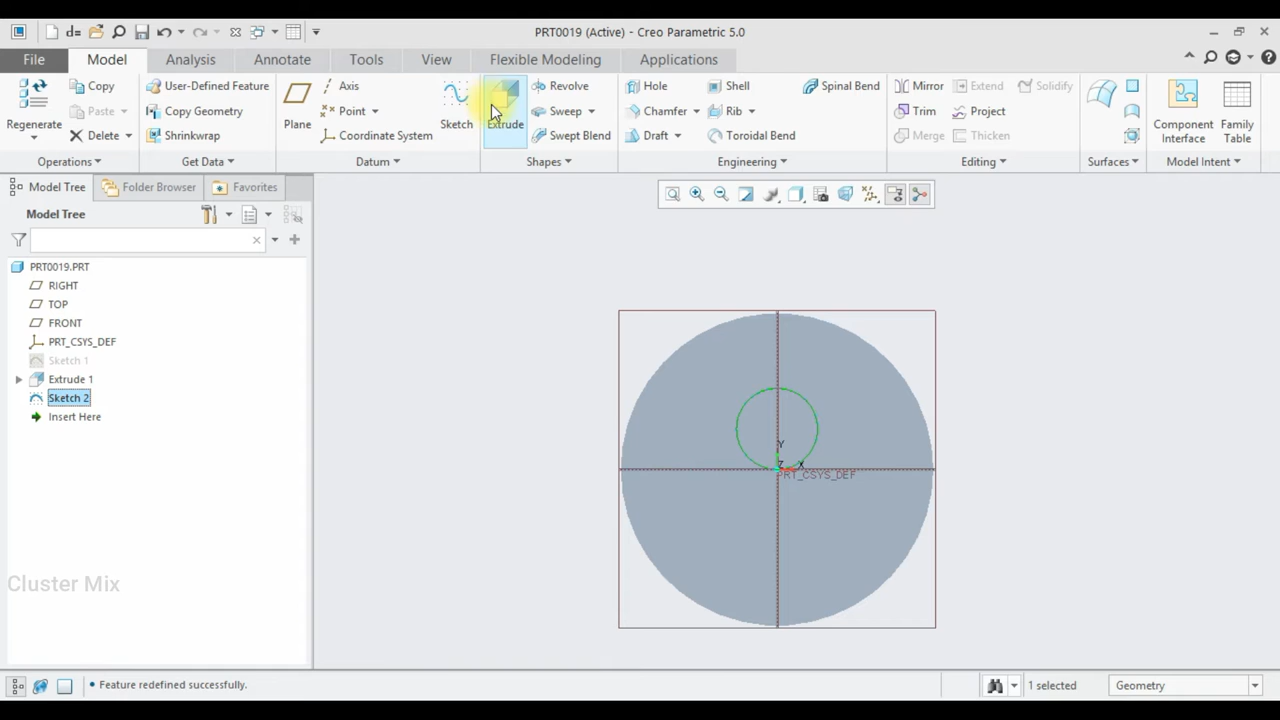 PRT0019 (Active) - Creo Parametric 5.0
File Model Analysis Annotate Tools View Flexible Modeling Applications
Copy User-Defined Feature Axis Revolve Hole Shell Spinal Bend Mirror Extend Solidify
Paste Copy Geometry Point Sweep Chamfer Rib Trim Project
Regenerate Plane Sketch Extrude Component Interface Family Table
Delete Shrinkwrap Coordinate System Swept Blend Draft Toroidal Bend Merge Thicken
Operations Get Data Datum Shapes Engineering Editing Surfaces Model Intent
Model Tree Folder Browser Favorites
Model Tree
PRT0019.PRT
RIGHT
TOP
FRONT
PRT_CSYS_DEF
Sketch 1
Extrude 1
Sketch 2
Insert Here
Y
Z X
PRT_CSYS_DEF
Cluster Mix
• Feature redefined successfully. 1 selected Geometry